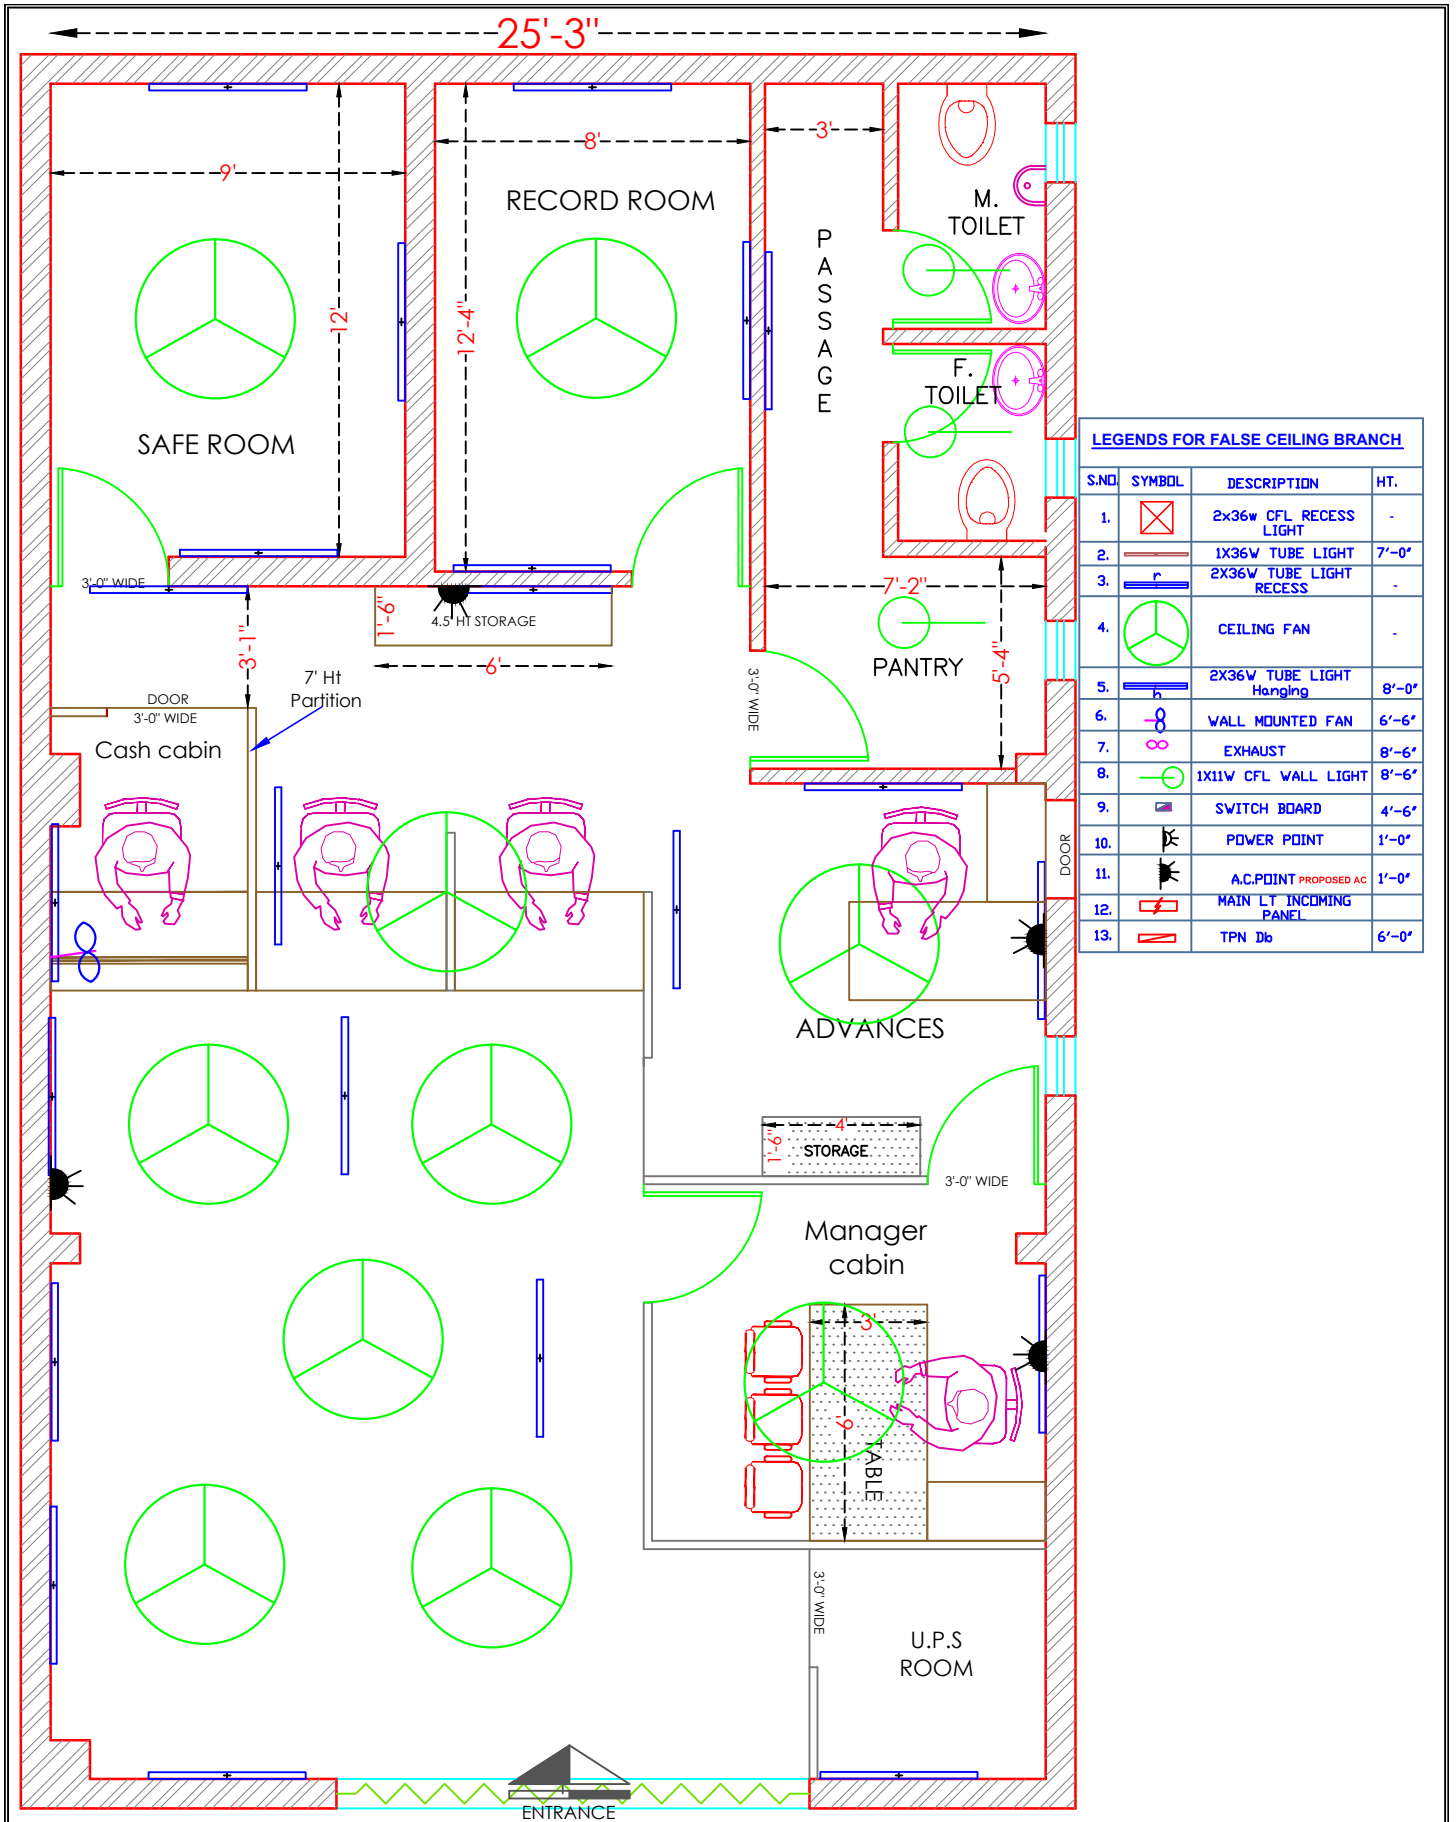 25'-3"
9'
8'
3'
12'
12'-4"
RECORD ROOM
SAFE ROOM
PASSAGE
M.
TOILET
F.
TOILET
3'-0" WIDE
3'-1"
1'-6"
4.5' HT STORAGE
6'
7'-2"
5'-4"
PANTRY
3'-0" WIDE
7' Ht
Partition
DOOR
3'-0" WIDE
Cash cabin
DOOR
ADVANCES
4'
1'-6"
STORAGE
3'-0" WIDE
Manager
cabin
3'
6'
TABLE
3'-0" WIDE
U.P.S
ROOM
ENTRANCE
LEGENDS FOR FALSE CEILING BRANCH
S.NO. SYMBOL DESCRIPTION HT.
1. 2x36w CFL RECESS
LIGHT -
2. 1X36W TUBE LIGHT 7'-0"
3. r 2X36W TUBE LIGHT
RECESS -
4. CEILING FAN -
5. h 2X36W TUBE LIGHT
Hanging 8'-0"
6. WALL MOUNTED FAN 6'-6"
7. EXHAUST 8'-6"
8. 1X11W CFL WALL LIGHT 8'-6"
9. SWITCH BOARD 4'-6"
10. POWER POINT 1'-0"
11. A.C.POINT PROPOSED AC 1'-0"
12. MAIN LT INCOMING
PANEL
13. TPN Db 6'-0"